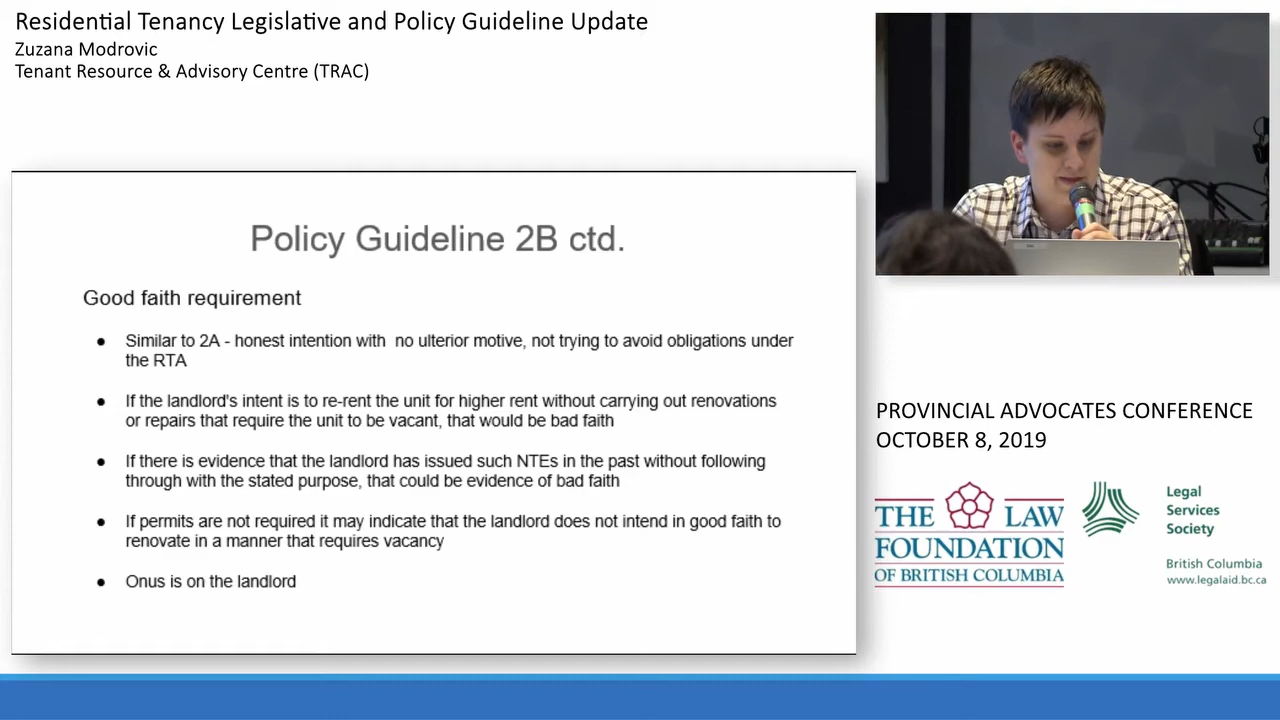 Residential Tenancy Legislative and Policy Guideline Update
Zuzana Modrovic
Tenant Resource & Advisory Centre (TRAC)
Policy Guideline 2B ctd.
Good faith requirement
● Similar to 2A - honest intention with no ulterior motive, not trying to avoid obligations under
the RTA
● If the landlord's intent is to re-rent the unit for higher rent without carrying out renovations
or repairs that require the unit to be vacant, that would be bad faith
● If there is evidence that the landlord has issued such NTEs in the past without following
through with the stated purpose, that could be evidence of bad faith
● If permits are not required it may indicate that the landlord does not intend in good faith to
renovate in a manner that requires vacancy
● Onus is on the landlord
PROVINCIAL ADVOCATES CONFERENCE
OCTOBER 8, 2019
THE LAW
FOUNDATION
OF BRITISH COLUMBIA
Legal
Services
Society
British Columbia
www.legalaid.bc.ca